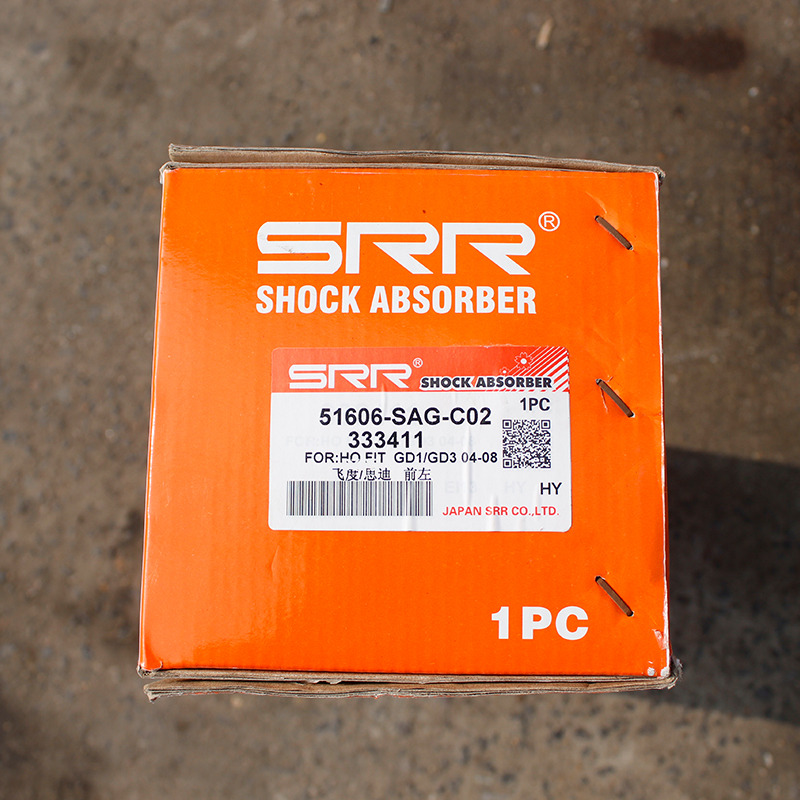 SRR®
SHOCK ABSORBER
SRR® SHOCK ABSORBER
51606-SAG-C02 1PC
333411
FOR:HO FIT GD1/GD3 04-08
飞度/思迪 前左
HY
JAPAN SRR CO.,LTD.
1PC